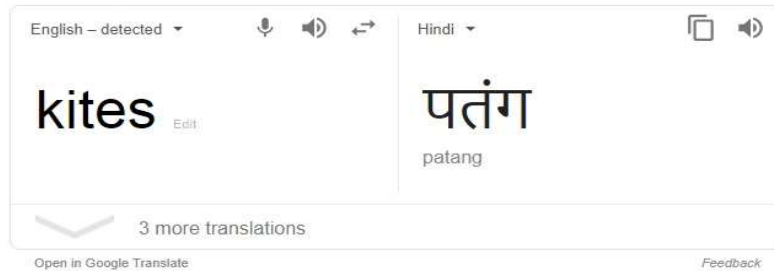 English – detected Hindi
kites Edit पतंग
patang
3 more translations
Open in Google Translate Feedback